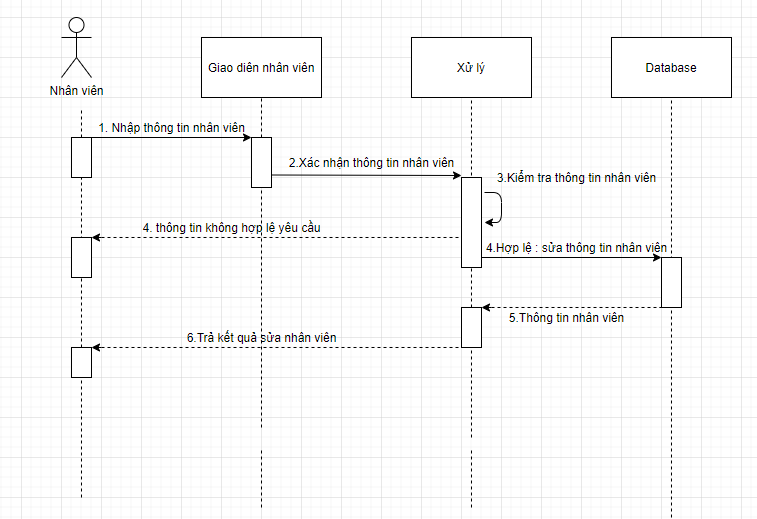 Giao diên nhân viên
Xử lý
Database
Nhân viên
1. Nhập thông tin nhân viên
2.Xác nhận thông tin nhân viên
3.Kiểm tra thông tin nhân viên
4. thông tin không hợp lệ yêu cầu
4.Hợp lệ : sửa thông tin nhân viên
5.Thông tin nhân viên
6.Trả kết quả sửa nhân viên